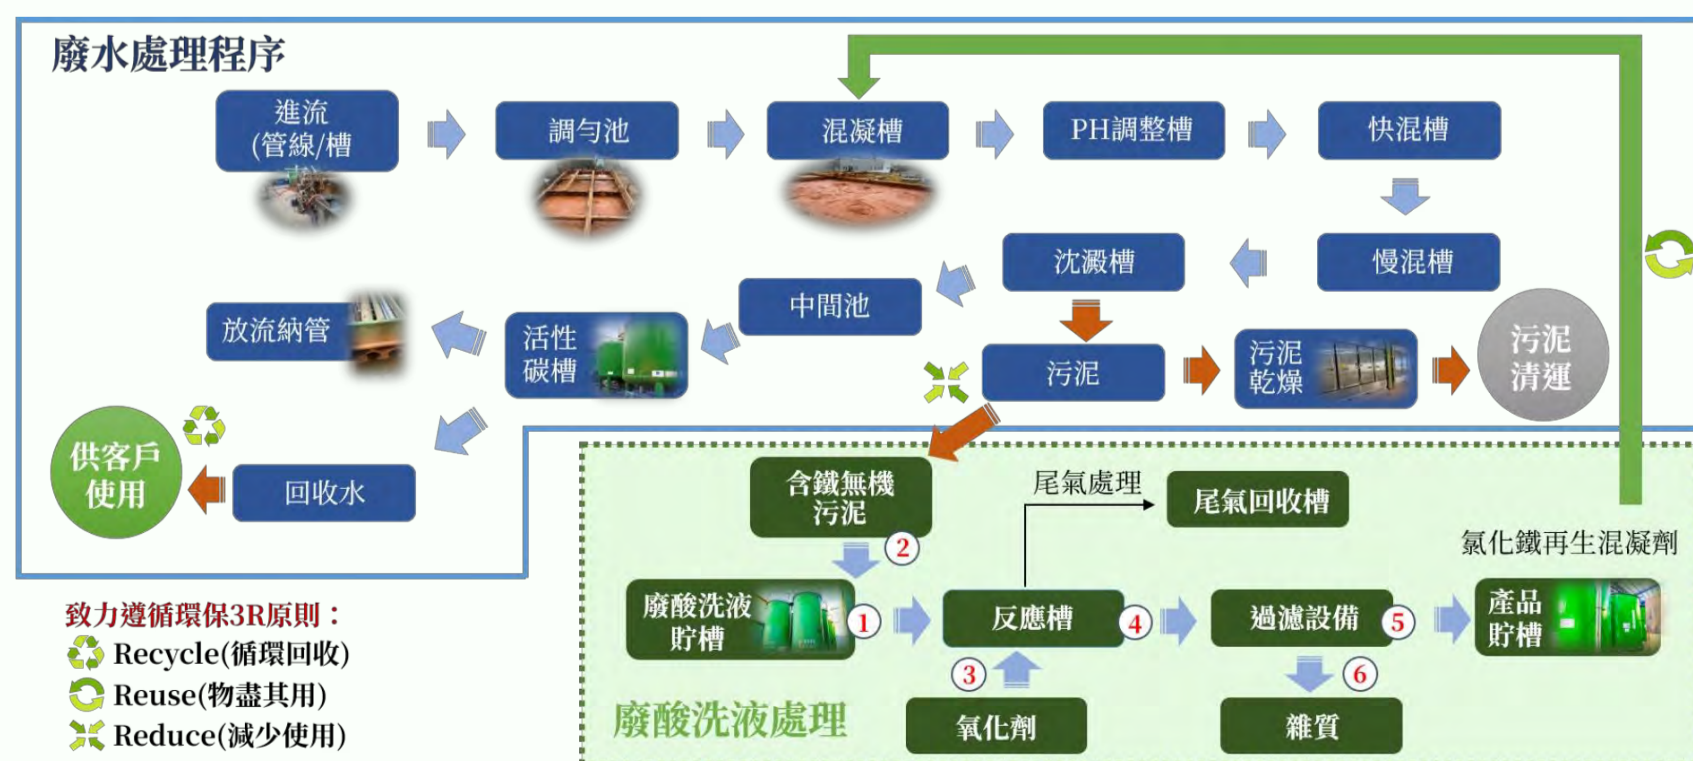 廢水處理程序
進流
(管線/槽
調勻池
混凝槽
PH調整槽
快混槽
慢混槽
沈澱槽
中間池
活性
碳槽
放流納管
回收水
供客戶
使用
污泥
污泥
乾燥
污泥
清運
含鐵無機
污泥
②
尾氣處理
尾氣回收槽
氯化鐵再生混凝劑
廢酸洗液
貯槽
①
反應槽
④
過濾設備
⑤
產品
貯槽
③
氧化劑
⑥
雜質
廢酸洗液處理
致力遵循環保3R原則：
Recycle(循環回收)
Reuse(物盡其用)
Reduce(減少使用)